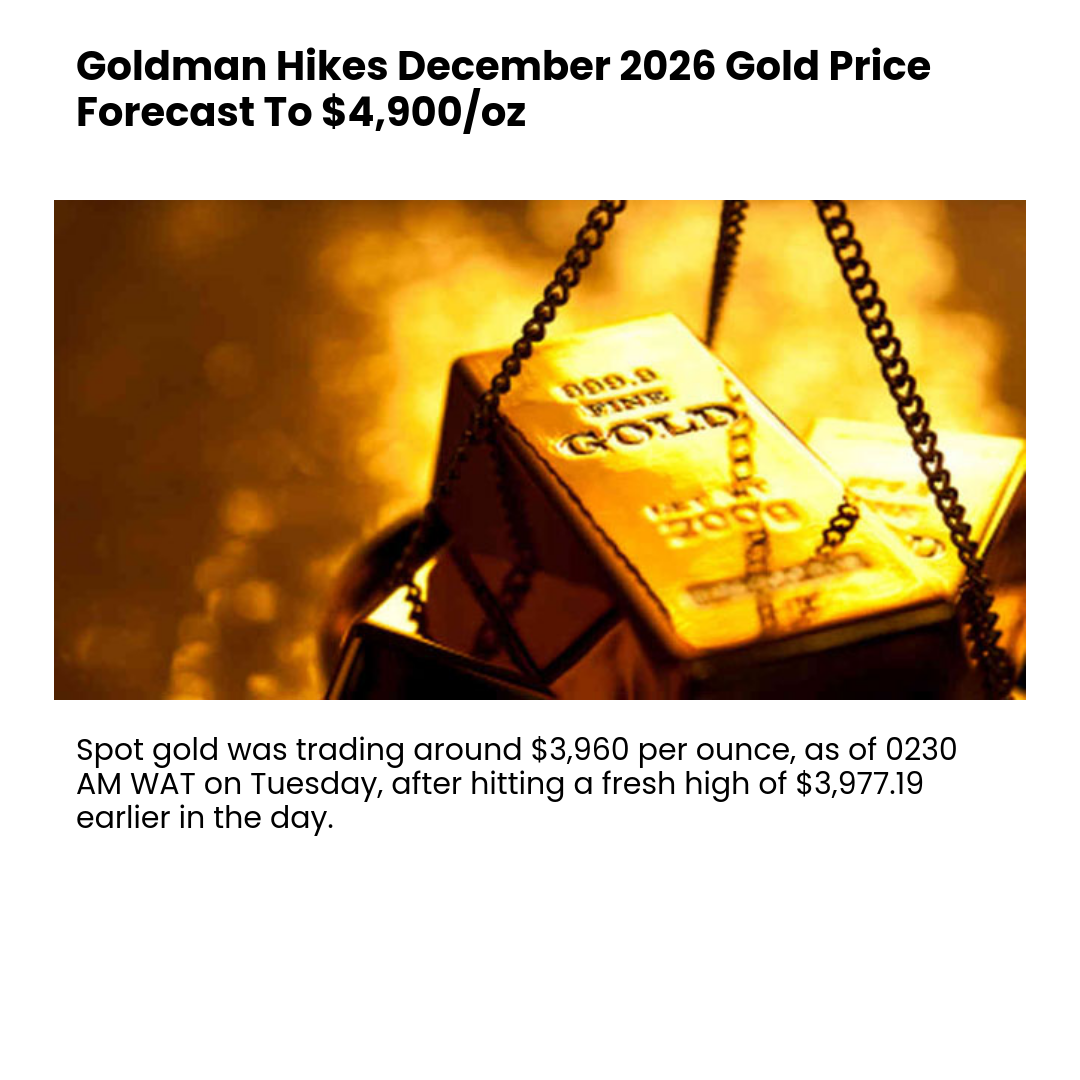 Goldman Hikes December 2026 Gold Price
Forecast To $4,900/oz
999.9
FINE
GOLD
Spot gold was trading around $3,960 per ounce, as of 0230
AM WAT on Tuesday, after hitting a fresh high of $3,977.19
earlier in the day.